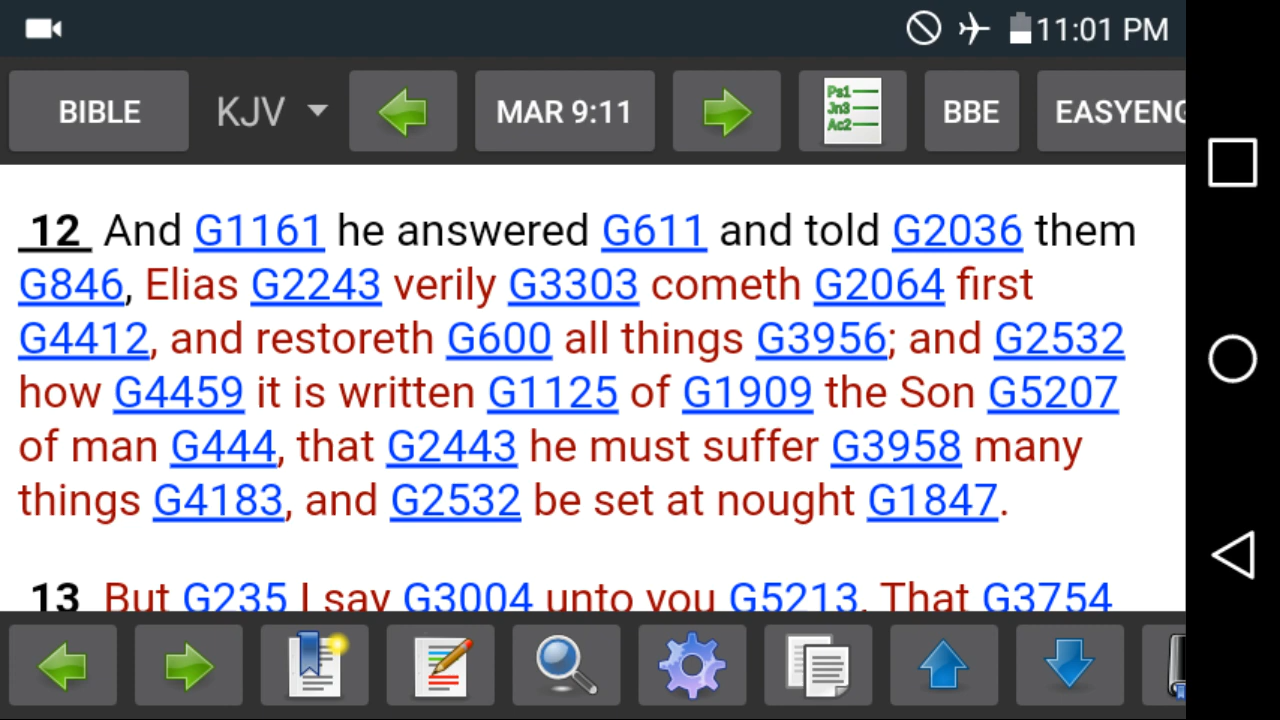 11:01 PM
BIBLE KJV MAR 9:11 Ps1 Jn3 Ac2 BBE EASYENG
12 And G1161 he answered G611 and told G2036 them
G846, Elias G2243 verily G3303 cometh G2064 first
G4412, and restoreth G600 all things G3956; and G2532
how G4459 it is written G1125 of G1909 the Son G5207
of man G444, that G2443 he must suffer G3958 many
things G4183, and G2532 be set at nought G1847.
13 But G235 I say G3004 unto you G5213, That G3754